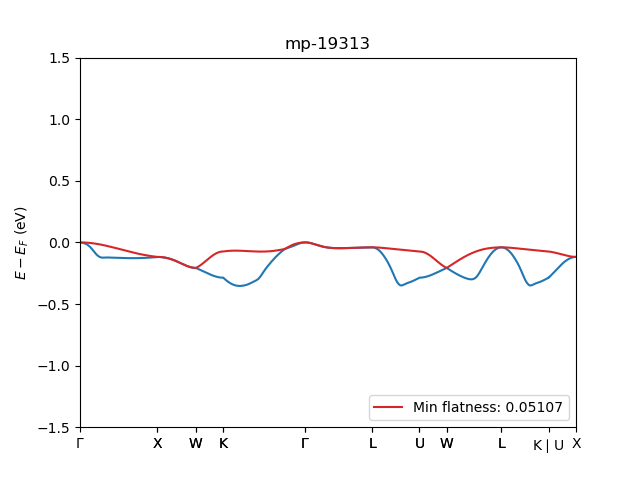 mp-19313
1.5
1.0
0.5
0.0
−0.5
−1.0
−1.5
E − E_F (eV)
Min flatness: 0.05107
Γ X W K Γ L U W L K | U X